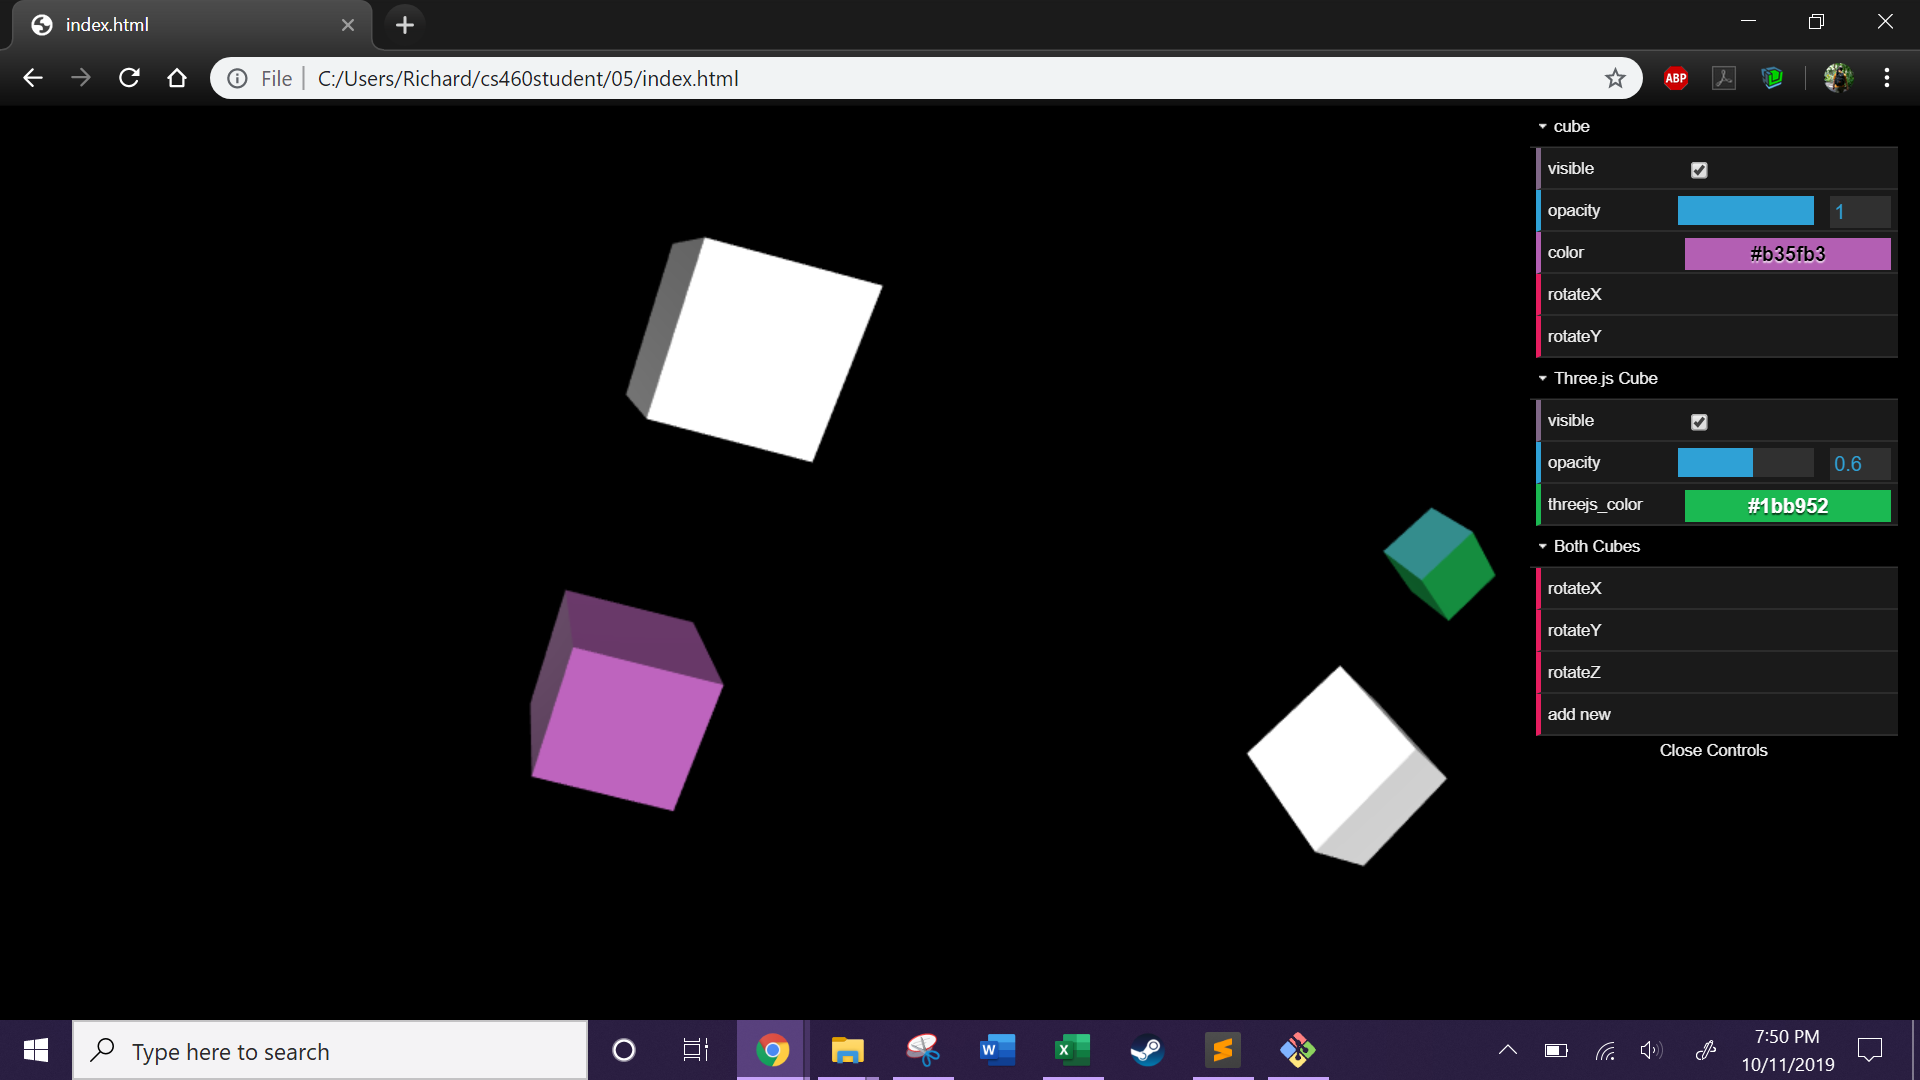 index.html
File
C:/Users/Richard/cs460student/05/index.html
ABP
cube
visible
opacity 1
color #b35fb3
rotateX
rotateY
Three.js Cube
visible
opacity 0.6
threejs_color #1bb952
Both Cubes
rotateX
rotateY
rotateZ
add new
Close Controls
Type here to search
W
X
7:50 PM
10/11/2019